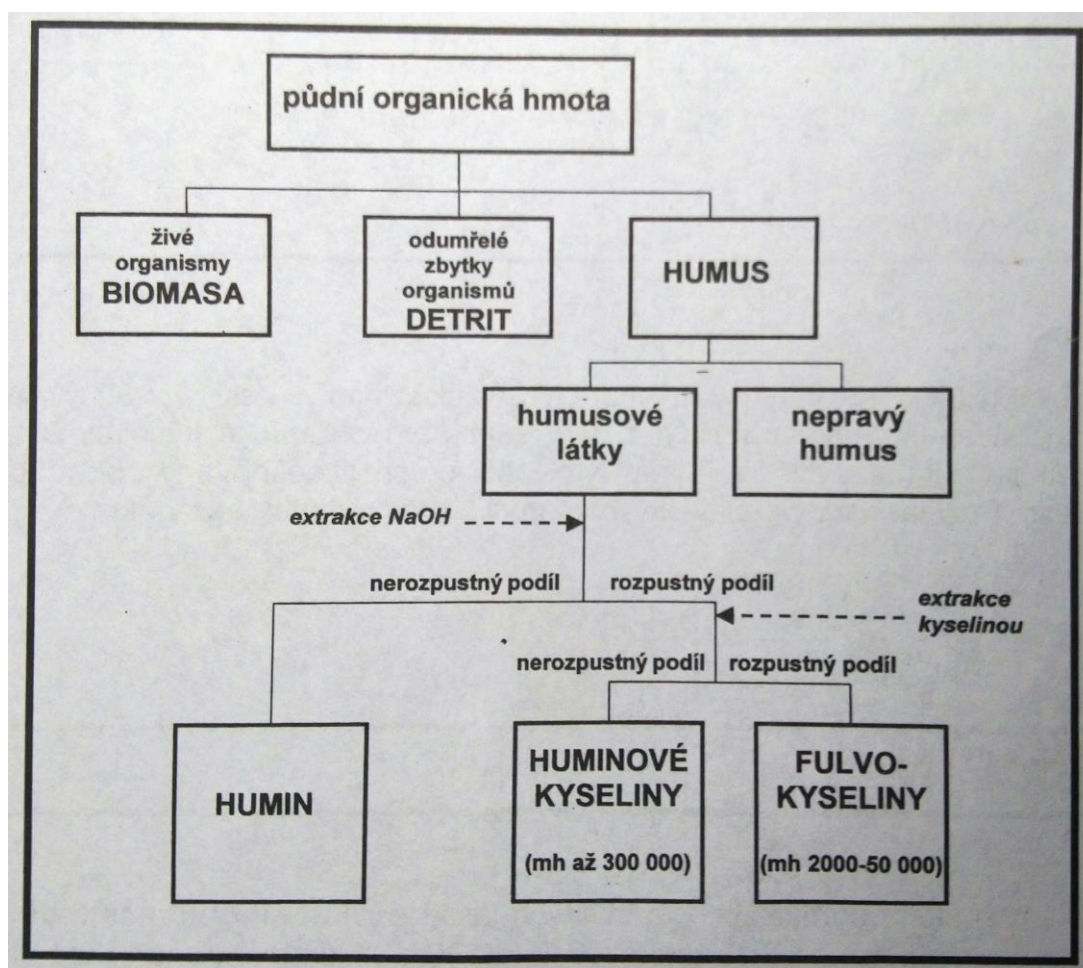 půdní organická hmota
živé
organismy
BIOMASA
odumřelé
zbytky
organismů
DETRIT
HUMUS
humusové
látky
nepravý
humus
extrakce NaOH
nerozpustný podíl
rozpustný podíl
extrakce
kyselinou
nerozpustný podíl
rozpustný podíl
HUMIN
HUMINOVÉ
KYSELINY
(mh až 300 000)
FULVO-
KYSELINY
(mh 2000-50 000)